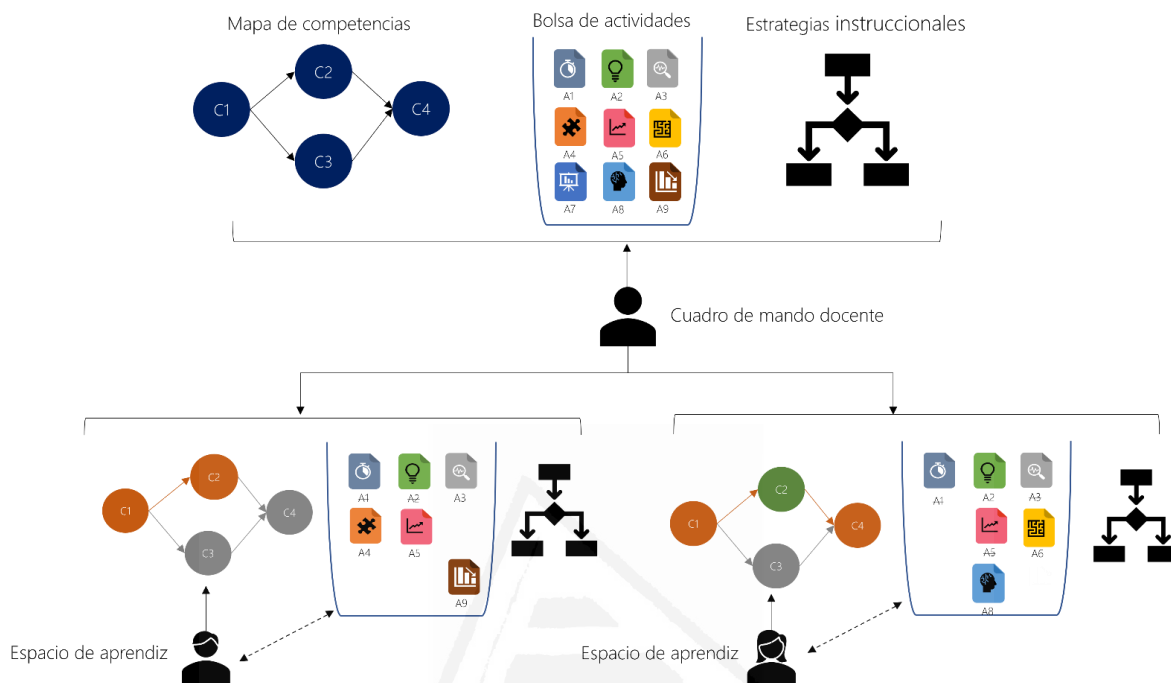 Mapa de competencias
Bolsa de actividades
Estrategias instruccionales
C1
C2
C3
C4
A1
A2
A3
A4
A5
A6
A7
A8
A9
Cuadro de mando docente
C1
C2
C3
C4
A1
A2
A3
A4
A5
A9
Espacio de aprendiz
C1
C2
C3
C4
A1
A2
A3
A5
A6
A8
Espacio de aprendiz